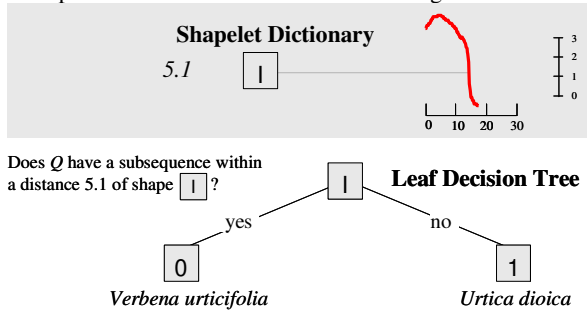 Shapelet Dictionary
5.1
I
3
2
1
0
0 10 20 30
Does Q have a subsequence within
a distance 5.1 of shape I ?
I
Leaf Decision Tree
yes
no
0
1
Verbena urticifolia
Urtica dioica